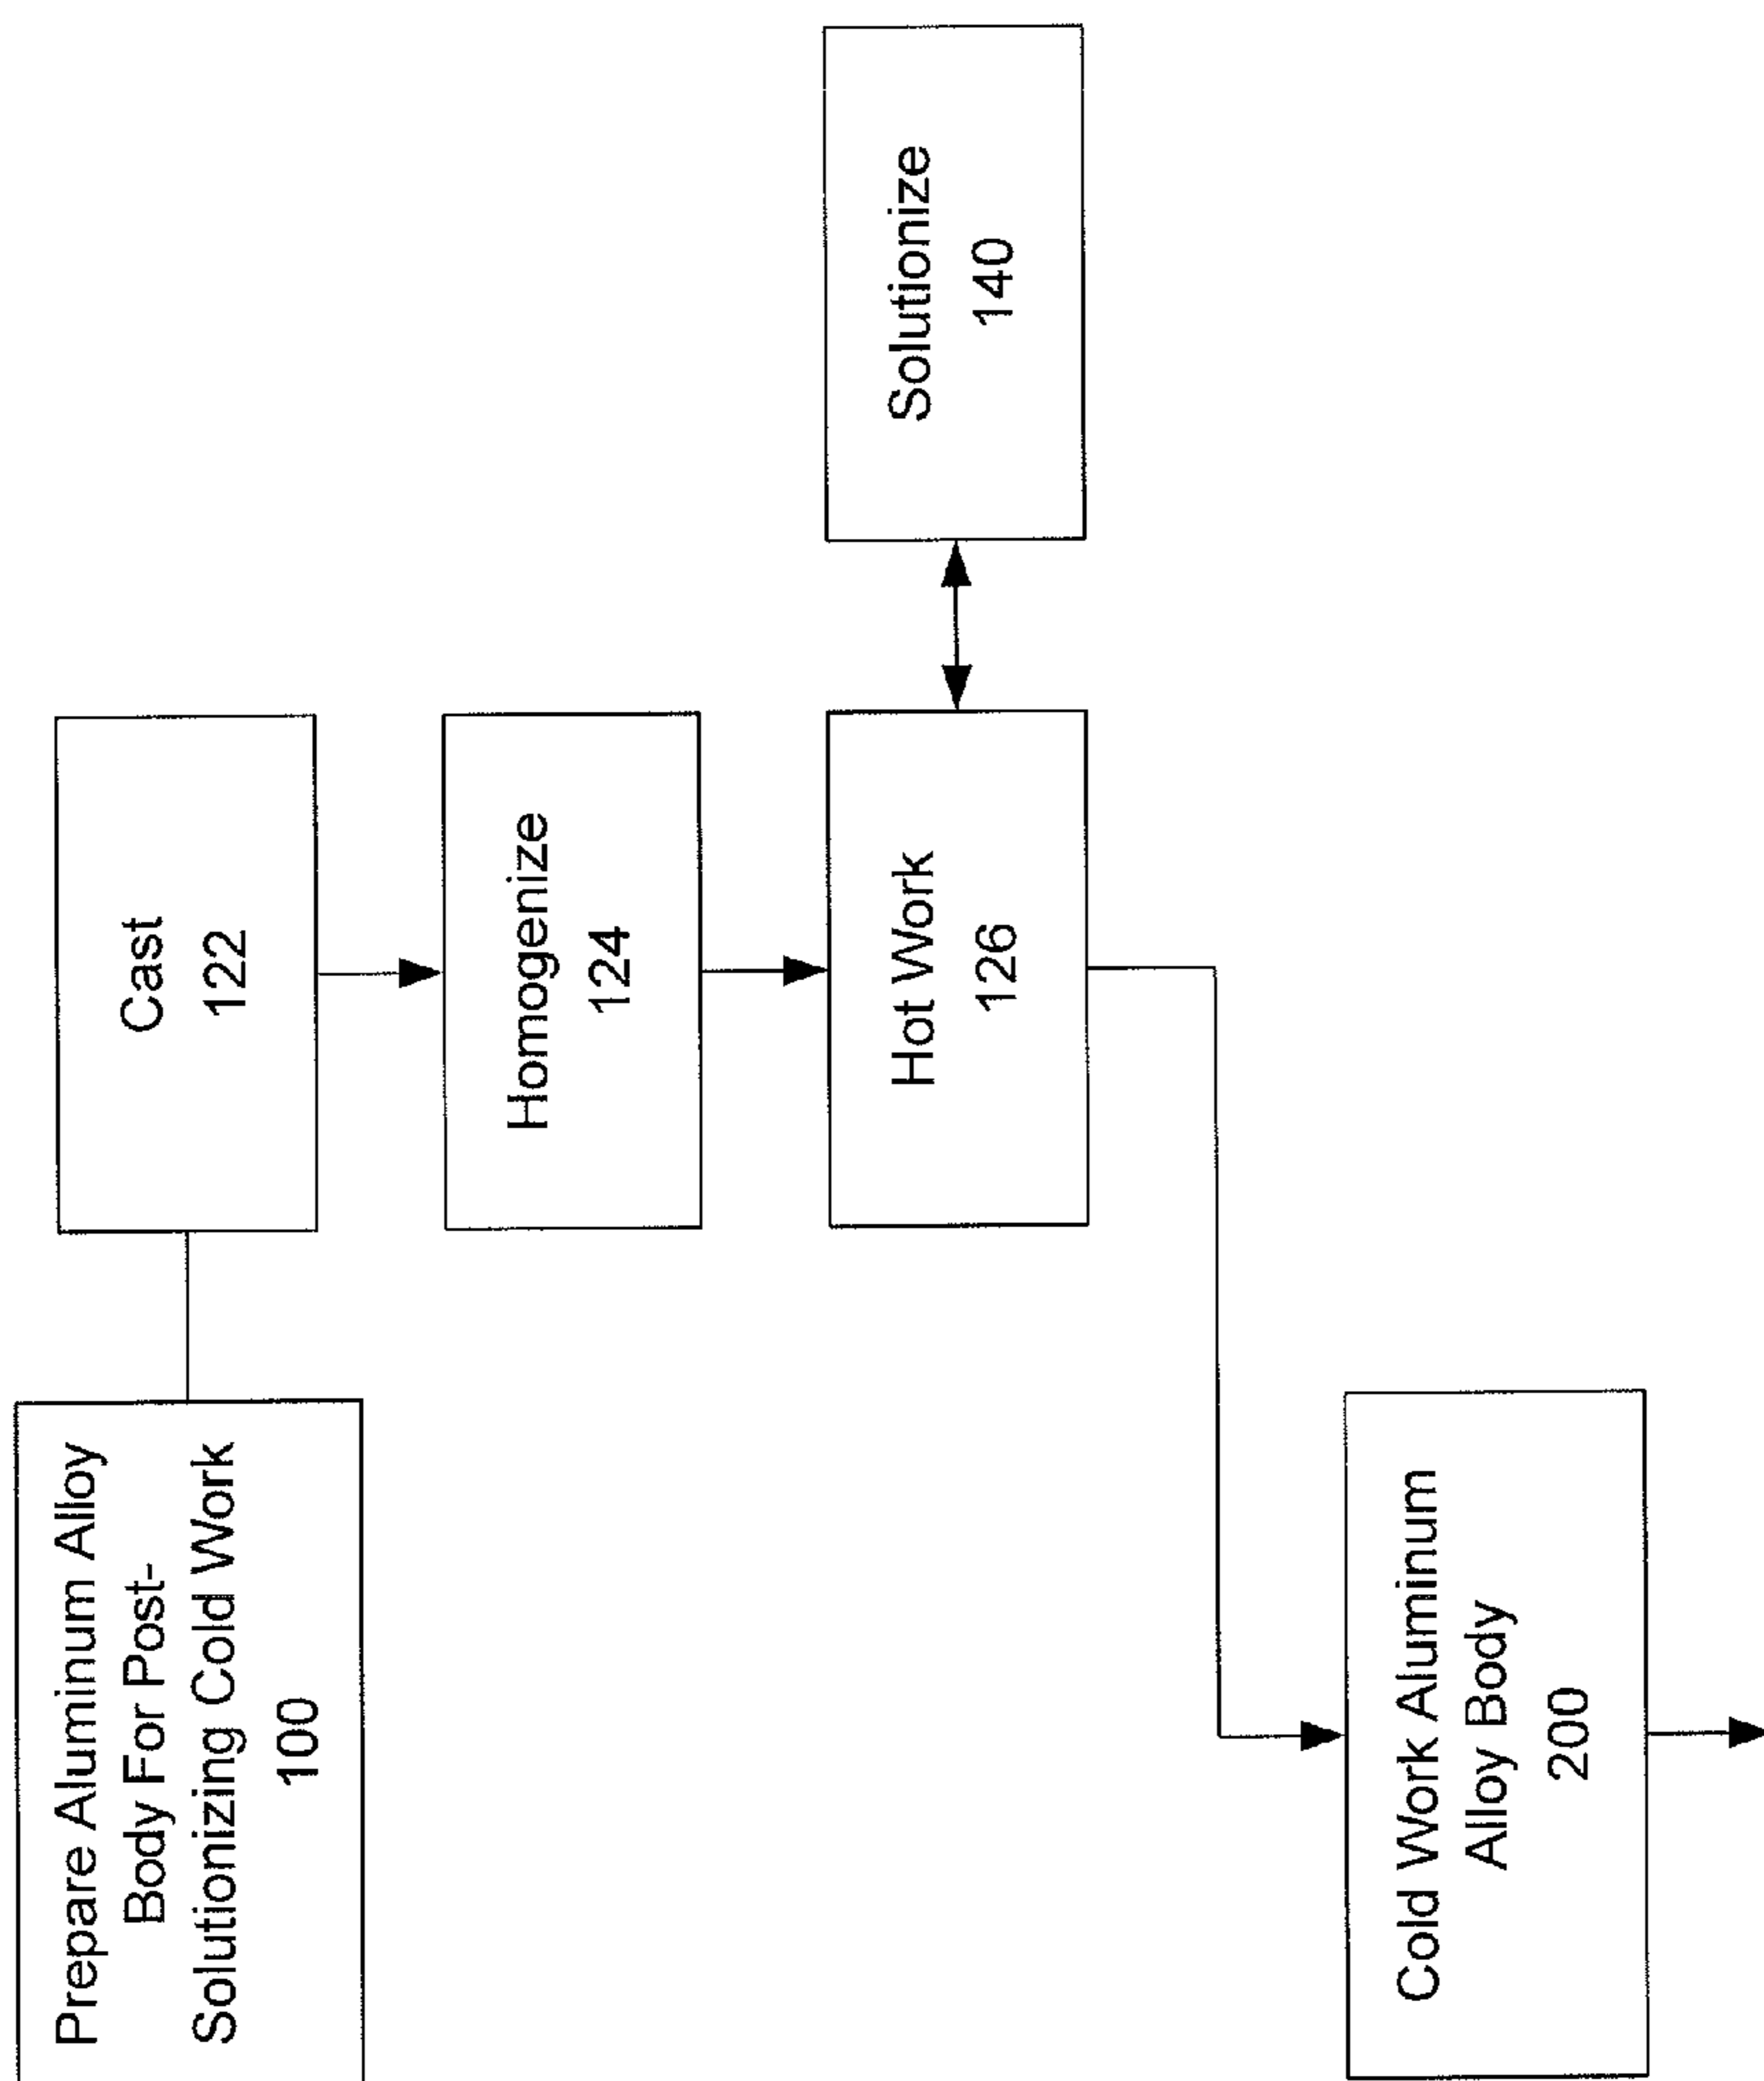 Prepare Aluminum Alloy
Body For Post-
Solutionizing Cold Work
100
Cast
122
Homogenize
124
Hot Work
126
Solutionize
140
Cold Work Aluminum
Alloy Body
200